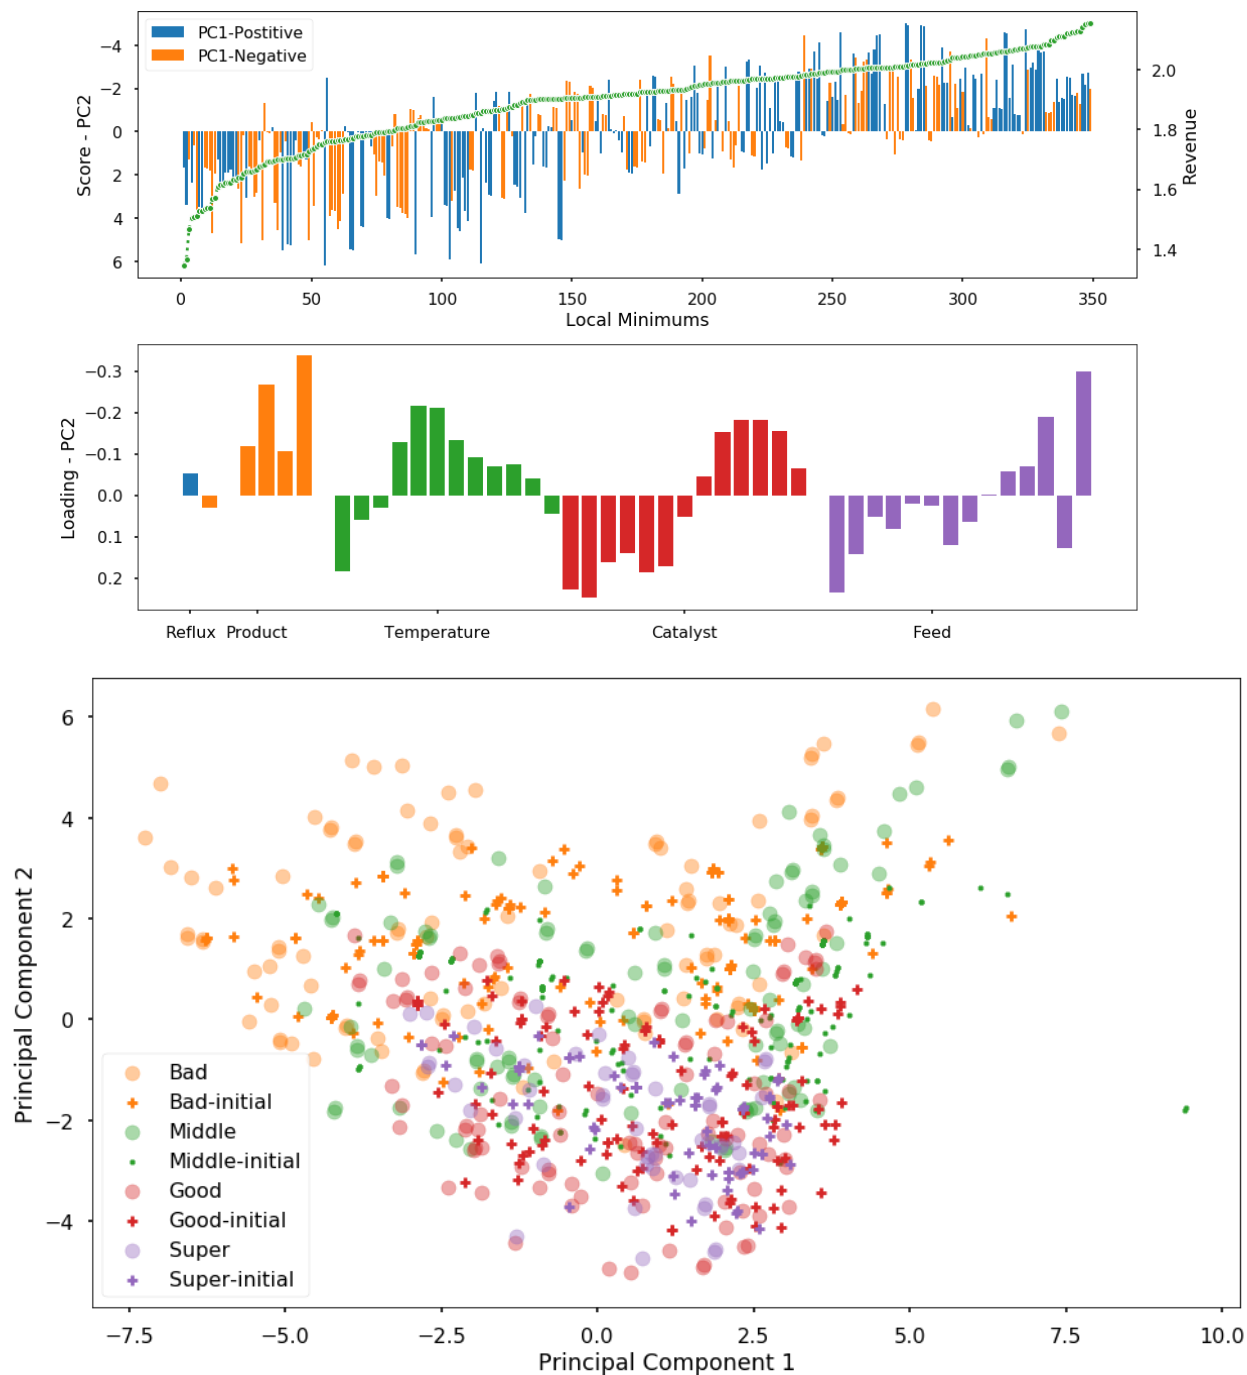 PC1-Postitive
PC1-Negative
Score - PC2
−4
−2
0
2
4
6
2.0
1.8
1.6
1.4
Revenue
0 50 100 150 200 250 300 350
Local Minimums
Loading - PC2
−0.3
−0.2
−0.1
0.0
0.1
0.2
Reflux Product Temperature Catalyst Feed
Principal Component 2
6
4
2
0
−2
−4
Bad
Bad-initial
Middle
Middle-initial
Good
Good-initial
Super
Super-initial
−7.5 −5.0 −2.5 0.0 2.5 5.0 7.5 10.0
Principal Component 1